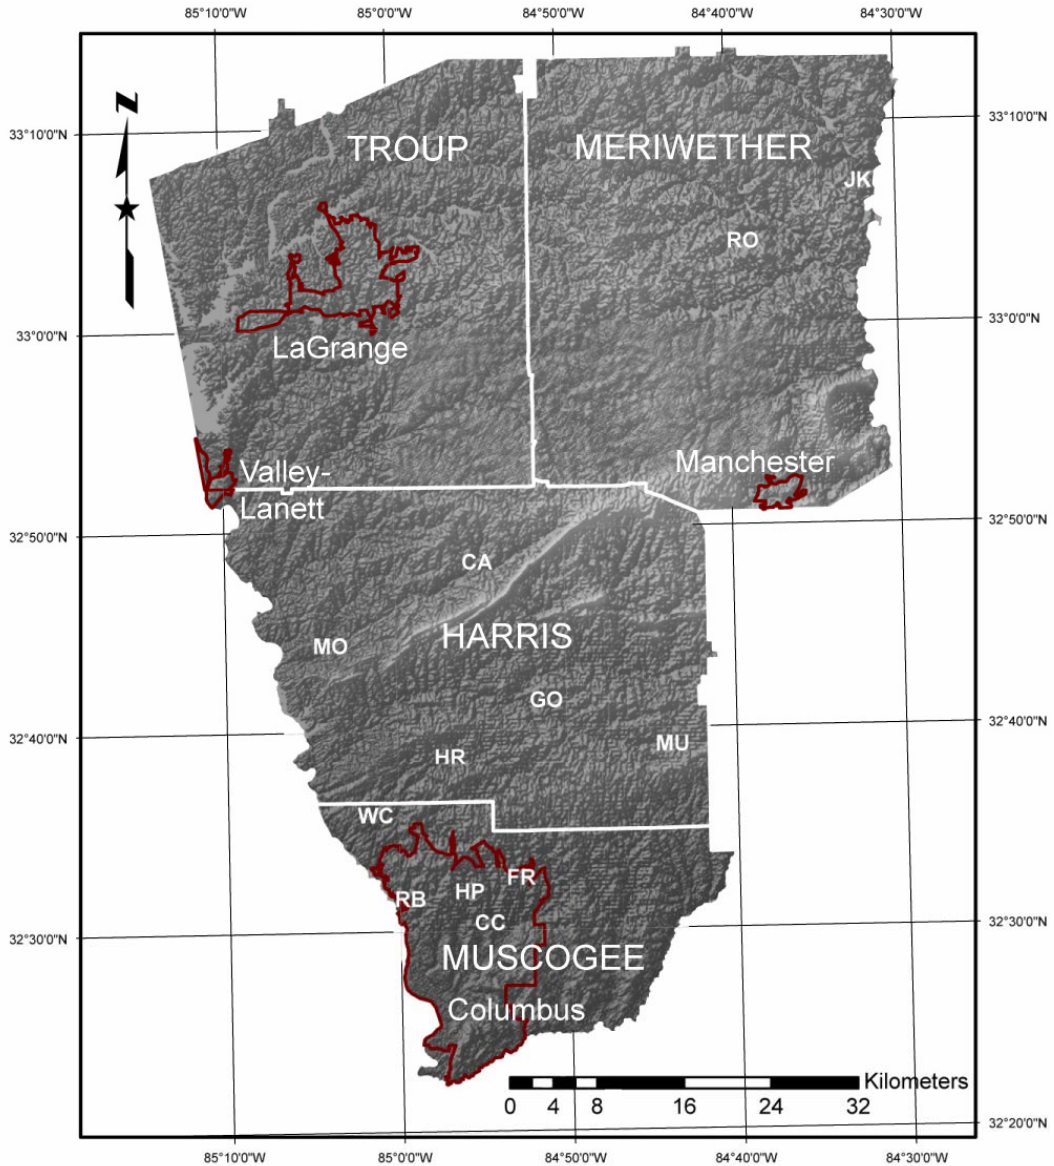 85°10'0"W
85°0'0"W
84°50'0"W
84°40'0"W
84°30'0"W
N
33°10'0"N
33°10'0"N
TROUP
MERIWETHER
JK
RO
33°0'0"N
33°0'0"N
LaGrange
Valley-
Lanett
Manchester
32°50'0"N
32°50'0"N
CA
HARRIS
MO
GO
32°40'0"N
32°40'0"N
HR
MU
WC
FR
HP
RB
CC
32°30'0"N
32°30'0"N
MUSCOGEE
Columbus
Kilometers
0 4 8 16 24 32
32°20'0"N
85°10'0"W
85°0'0"W
84°50'0"W
84°40'0"W
84°30'0"W